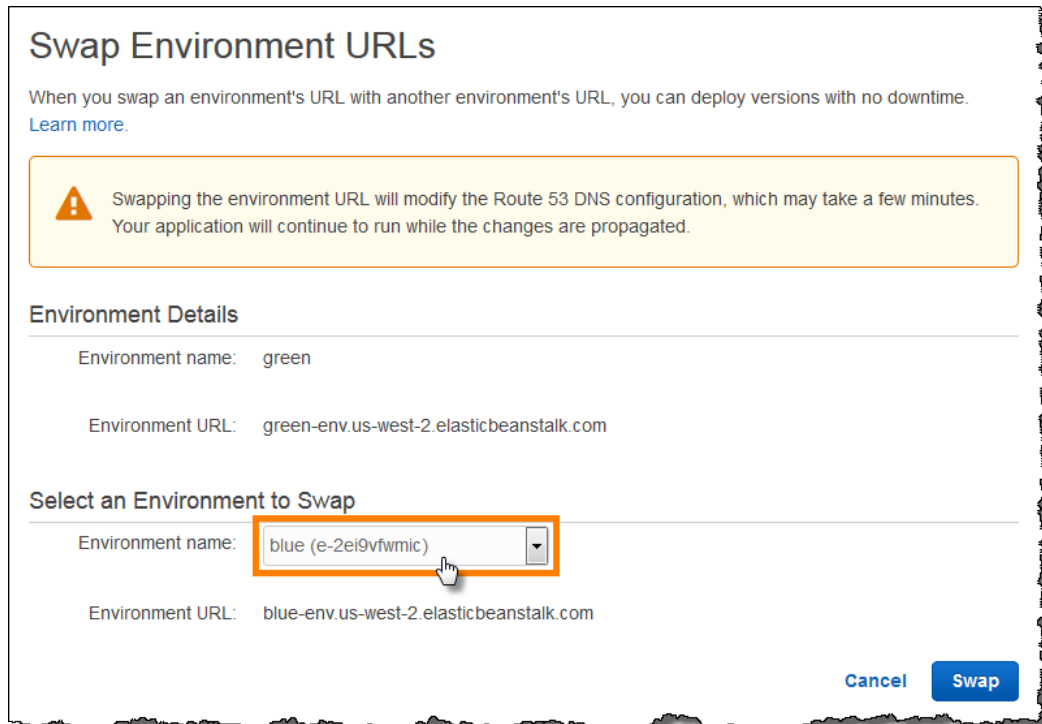 Swap Environment URLs
When you swap an environment's URL with another environment's URL, you can deploy versions with no downtime.
Learn more.
Swapping the environment URL will modify the Route 53 DNS configuration, which may take a few minutes.
Your application will continue to run while the changes are propagated.
Environment Details
Environment name: green
Environment URL: green-env.us-west-2.elasticbeanstalk.com
Select an Environment to Swap
Environment name: blue (e-2ei9vfwmic)
Environment URL: blue-env.us-west-2.elasticbeanstalk.com
Cancel Swap